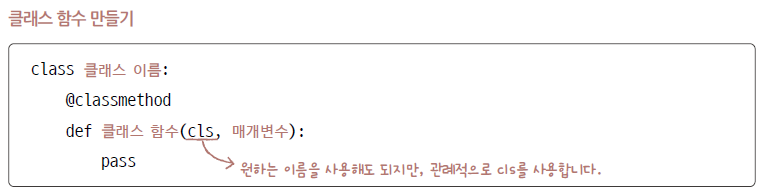 클래스 함수 만들기
class 클래스 이름:
@classmethod
def 클래스 함수(cls, 매개변수):
pass
원하는 이름을 사용해도 되지만, 관례적으로 cls를 사용합니다.